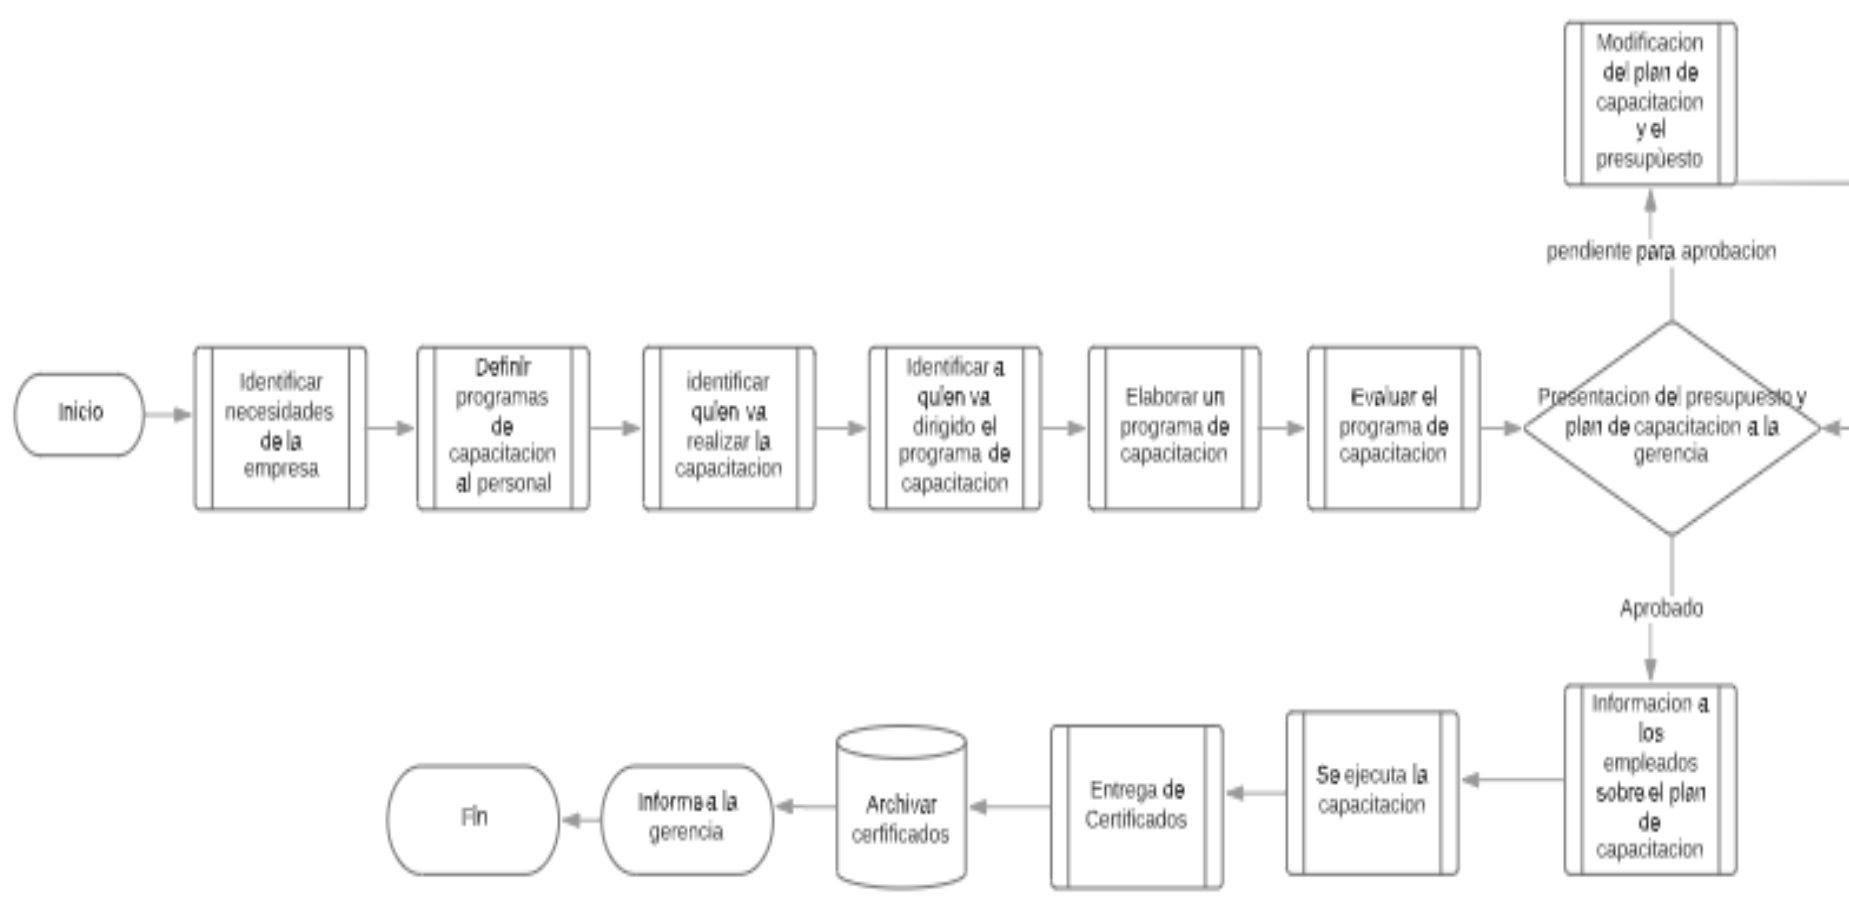 Modificacion
del plan de
capacitacion
y el
presupùesto
pendiente para aprobacion
Inicio
Identificar
necesidades
de la
empresa
Definir
programas
de
capacitacion
al personal
identificar
quien va
realizar la
capacitacion
Identificar a
quien va
dirigido el
programa de
capacitacion
Elaborar un
programa de
capacitacion
Evaluar el
programa de
capacitacion
Presentacion del presupuesto y
plan de capacitacion a la
gerencia
Aprobado
Informacion a
los
empleados
sobre el plan
de
capacitacion
Se ejecuta la
capacitacion
Entrega de
Certificados
Archivar
cerfificados
Informe a la
gerencia
Fin